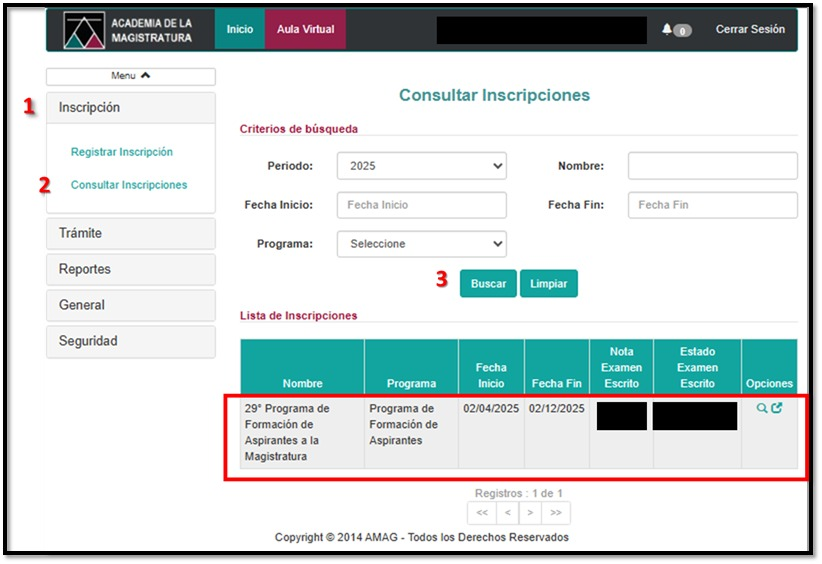 ACADEMIA DE LA
MAGISTRATURA
Inicio
Aula Virtual
0
Cerrar Sesión
Menu
1
Inscripción
Registrar Inscripción
2
Consultar Inscripciones
Trámite
Reportes
General
Seguridad
Consultar Inscripciones
Criterios de búsqueda
Periodo:
2025
Nombre:
Fecha Inicio:
Fecha Inicio
Fecha Fin:
Fecha Fin
Programa:
Seleccione
3
Buscar
Limpiar
Lista de Inscripciones
Nombre
Programa
Fecha
Inicio
Fecha Fin
Nota
Examen
Escrito
Estado
Examen
Escrito
Opciones
29° Programa de
Formación de
Aspirantes a la
Magistratura
Programa de
Formación de
Aspirantes
02/04/2025
02/12/2025
Registros : 1 de 1
<< < > >>
Copyright © 2014 AMAG - Todos los Derechos Reservados